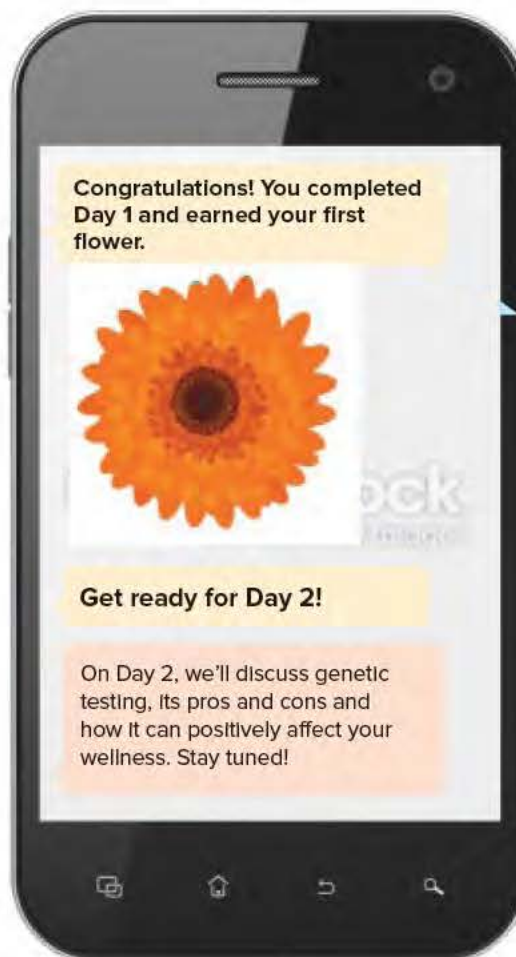 Congratulations! You completed
Day 1 and earned your first
flower.
ock
Get ready for Day 2!
On Day 2, we'll discuss genetic
testing, its pros and cons and
how it can positively affect your
wellness. Stay tuned!